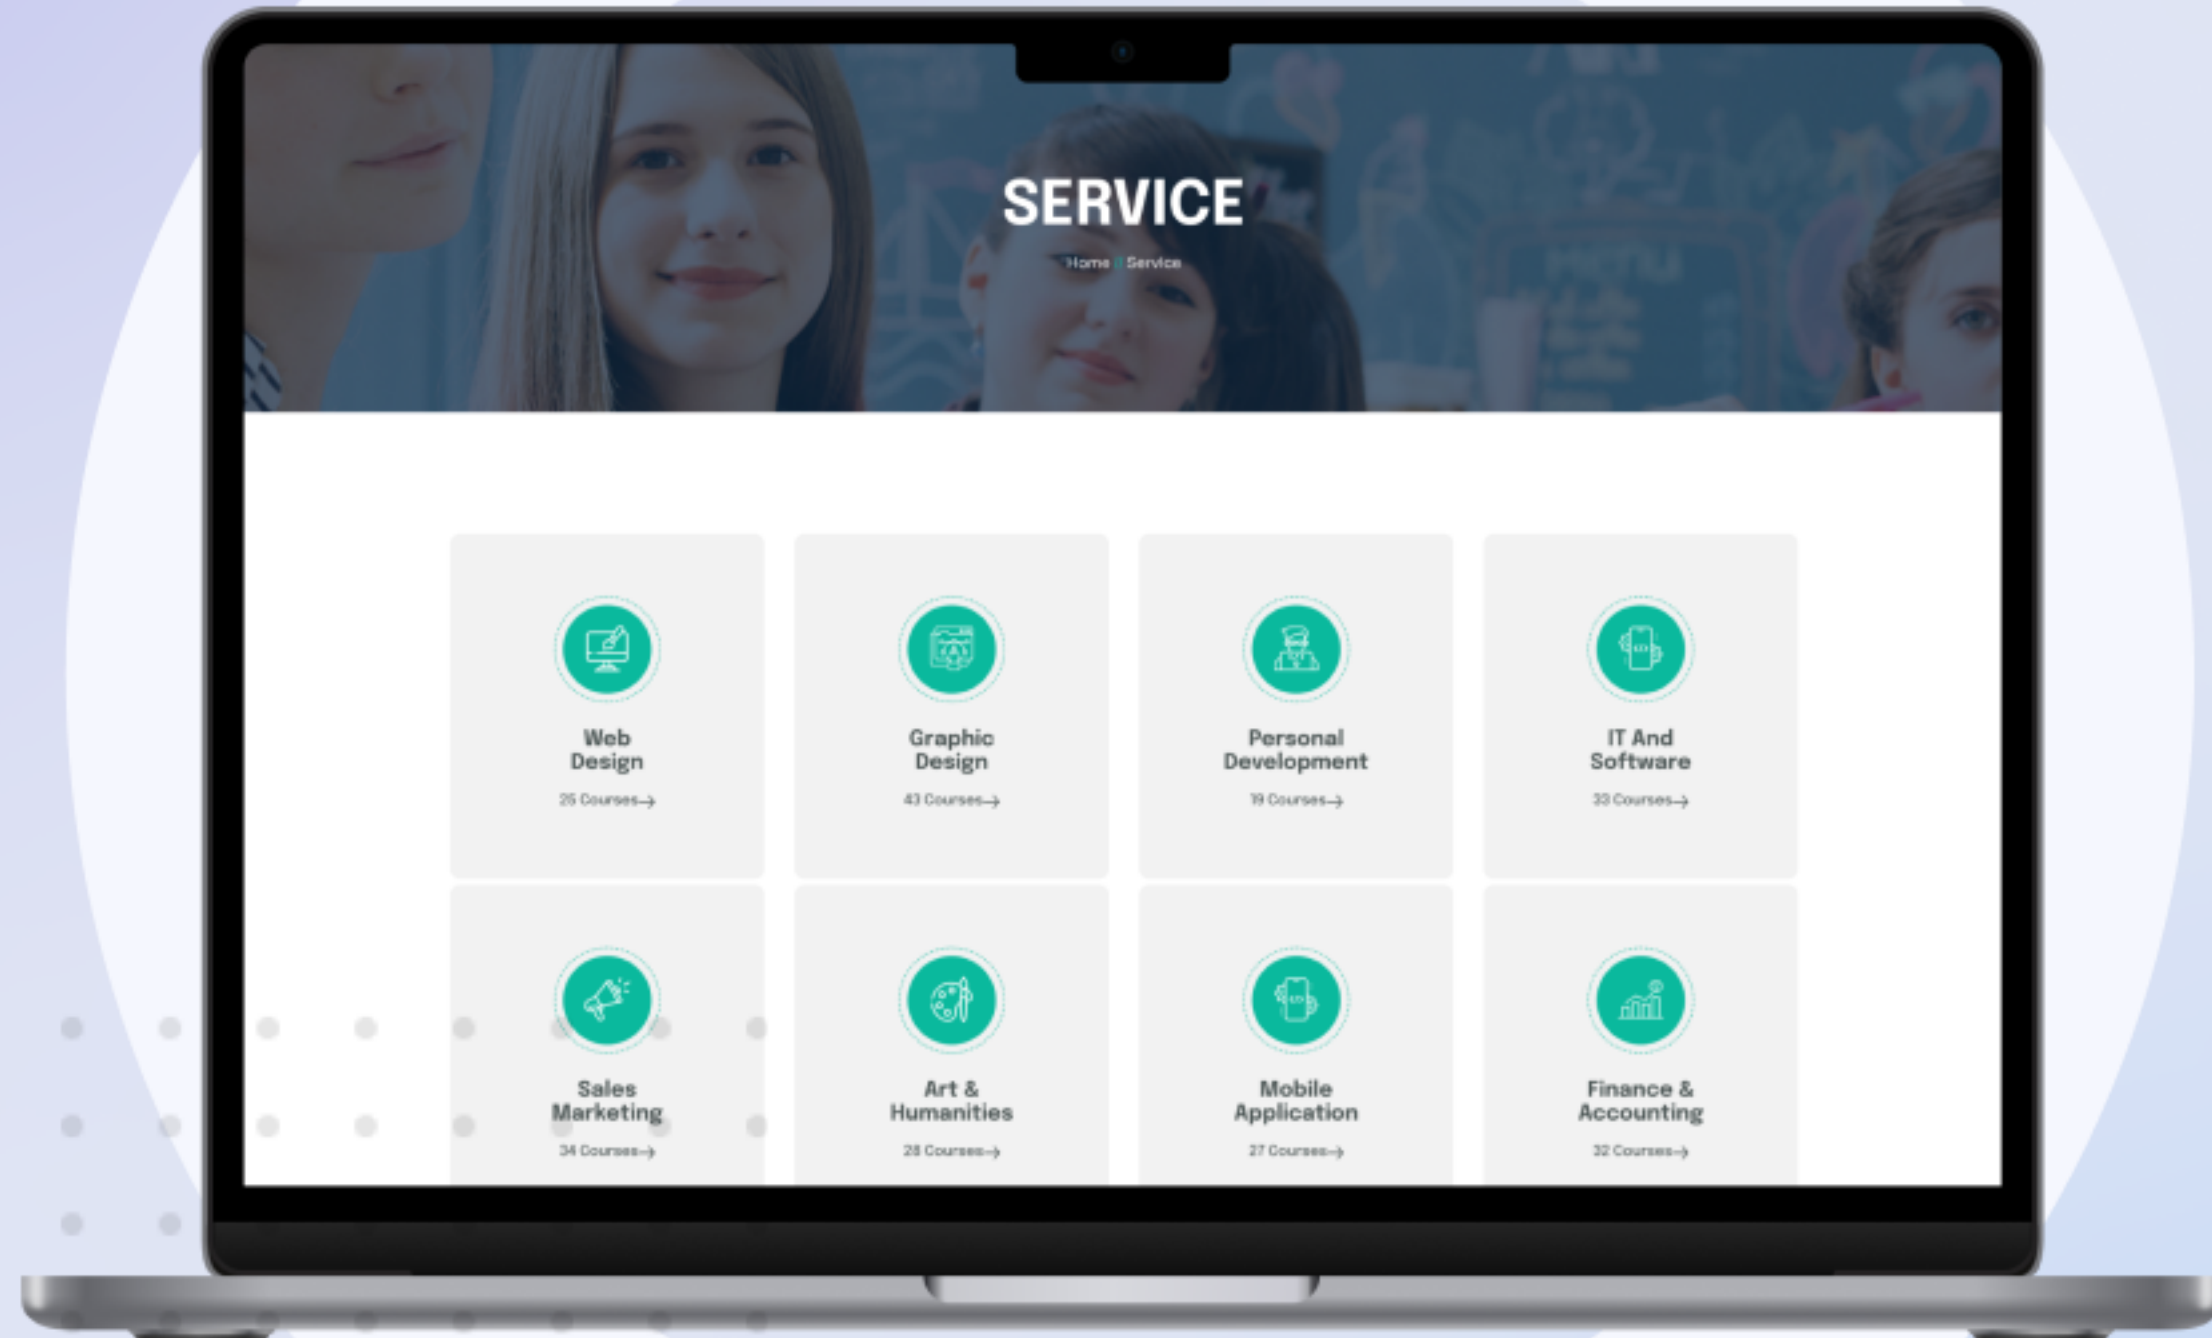 SERVICE
Home // Service
Web
Design
25 Courses→
Graphic
Design
43 Courses→
Personal
Development
19 Courses→
IT And
Software
33 Courses→
Sales
Marketing
34 Courses→
Art &
Humanities
28 Courses→
Mobile
Application
27 Courses→
Finance &
Accounting
32 Courses→